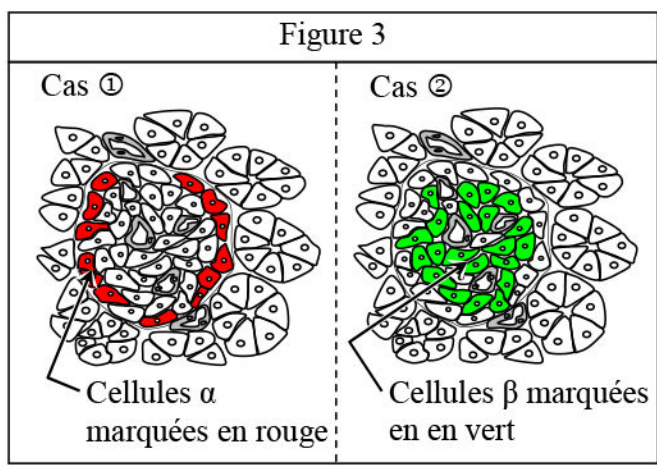 Figure 3
Cas ①
Cas ②
Cellules α
marquées en rouge
Cellules β marquées
en en vert